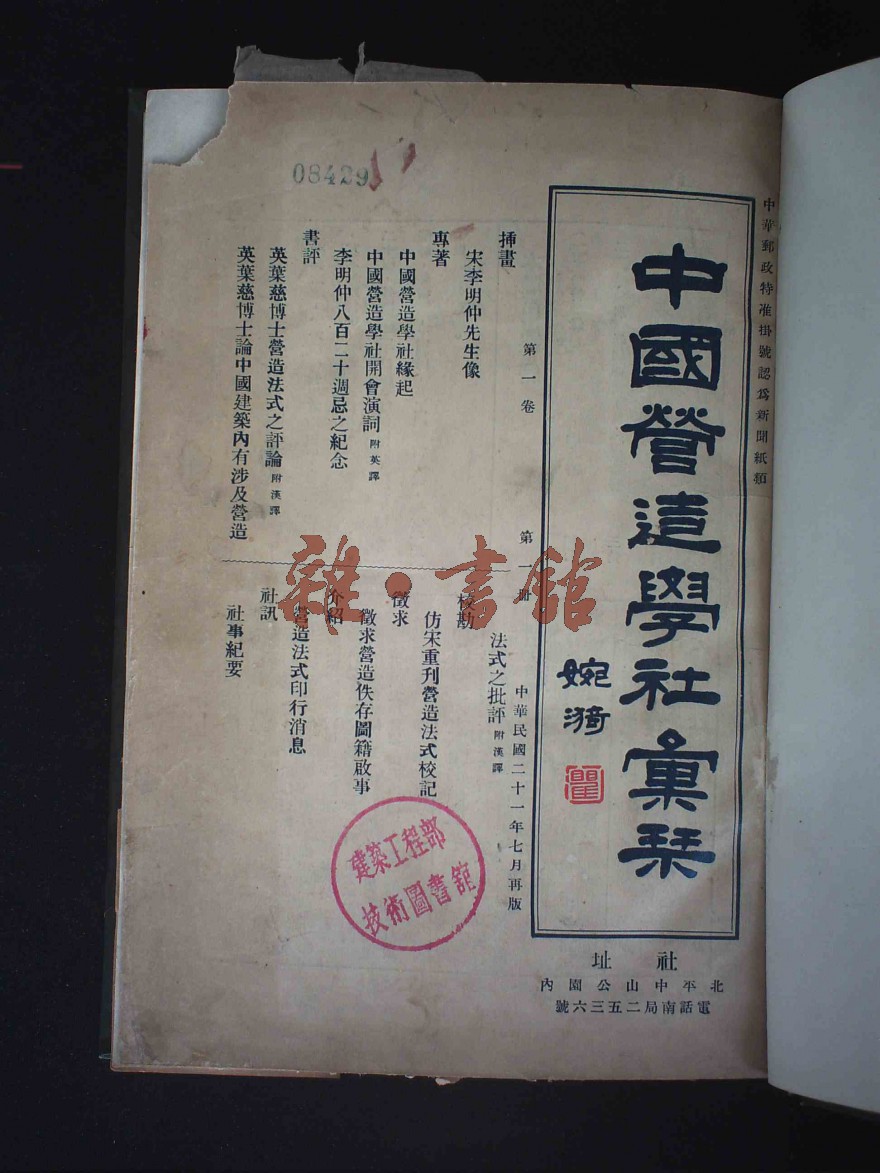 中華郵政特准掛號認爲新聞紙類
中國營造學社彙栞
婉漪
第一卷 第一冊 中華民國二十一年七月再版
插畫
宋李明仲先生像
專著
中國營造學社緣起
中國營造學社開會演詞附英譯
李明仲八百二十週忌之紀念
書評
英葉慈博士營造法式之評論附漢譯
英葉慈博士論中國建築內有涉及營造
法式之批評附漢譯
校勘
仿宋重刊營造法式校記
徵求
徵求營造佚存圖籍啟事
介紹
營造法式印行消息
社訊
社事紀要
社址
北平中山公園內
電話南局二五三六號
08429
建築工程部
技術圖書館
雜·書館